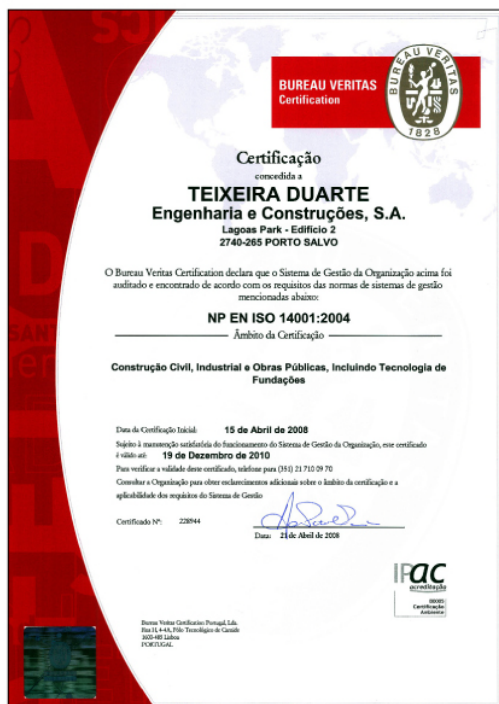 BUREAU VERITAS
Certification
BUREAU VERITAS
1828
Certificação
concedida a
TEIXEIRA DUARTE
Engenharia e Construções, S.A.
Lagoas Park - Edifício 2
2740-265 PORTO SALVO
O Bureau Veritas Certification declara que o Sistema de Gestão da Organização acima foi
auditado e encontrado de acordo com os requisitos das normas de sistemas de gestão
mencionadas abaixo:
NP EN ISO 14001:2004
Âmbito da Certificação
Construção Civil, Industrial e Obras Públicas, Incluindo Tecnologia de
Fundações
Data da Certificação Inicial: 15 de Abril de 2008
Sujeito à manutenção satisfatória do funcionamento do Sistema de Gestão da Organização, este certificado
é válido até: 19 de Dezembro de 2010
Para verificar a validade deste certificado, telefone para (351) 21 710 09 70
Consultar a Organização para obter esclarecimentos adicionais sobre o âmbito da certificação e a
aplicabilidade dos requisitos do Sistema de Gestão
Certificado Nº: 228944
Data: 21 de Abril de 2008
IPac
acreditação
Certificação
Ambiente
Bureau Veritas Certification Portugal, Lda.
Pólo Tecnológico de Carnide
Lisboa
PORTUGAL